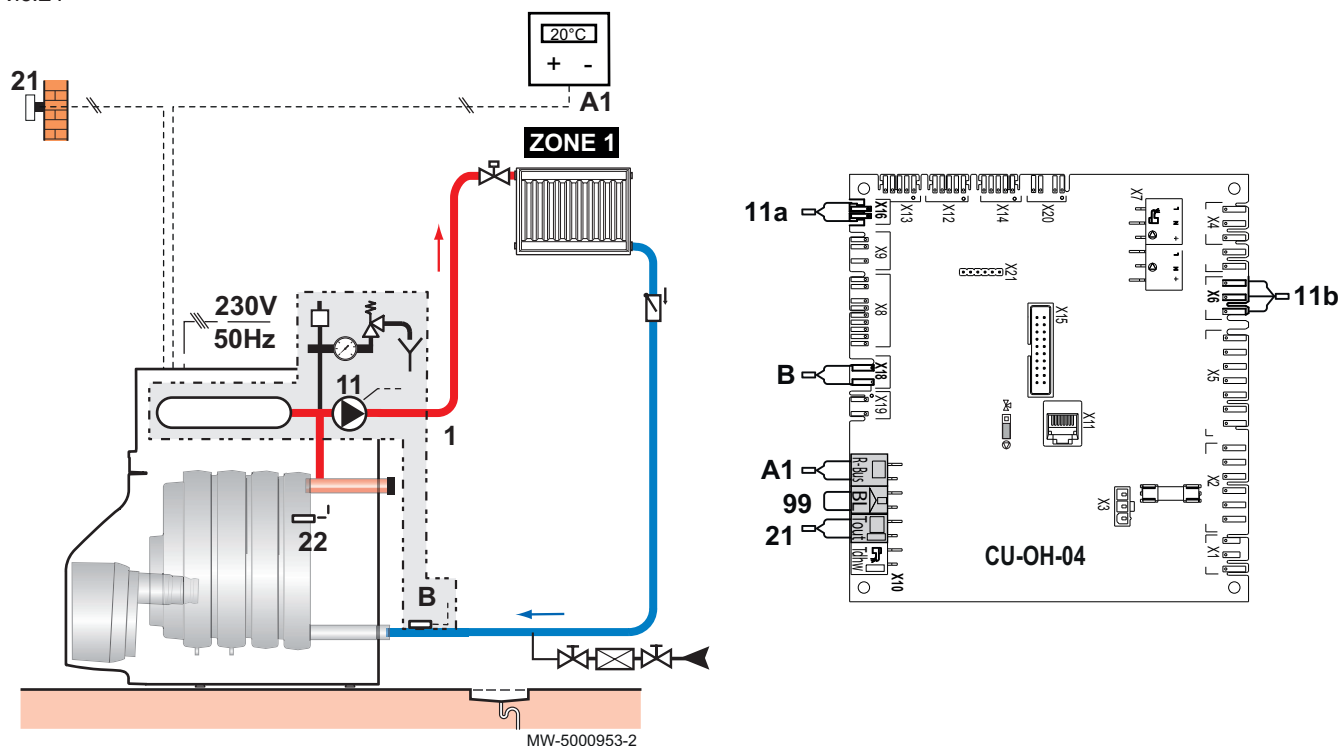 20°C
+ -
21
A1
ZONE 1
230V
50Hz
11
1
22
B
MW-5000953-2
11a
X16
X13
X12
X14
X20
X7
L
N
X4
X9
X21
X8
X15
X6
11b
B
X18
X19
X5
X11
A1
R-Bus
99
BL
21
Tout
Tdhw
X10
X3
X2
X1
CU-OH-04